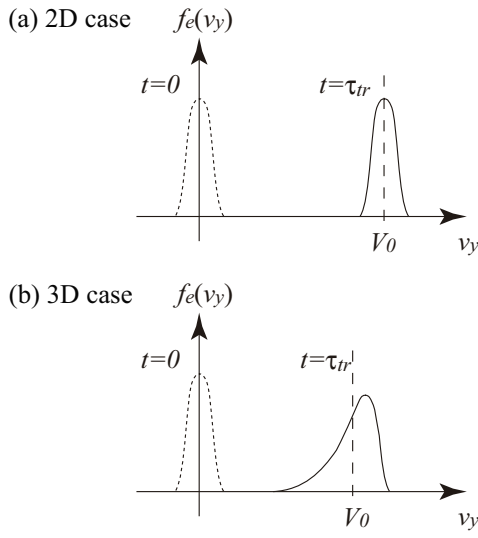 (a) 2D case
fe(vy)
t=0
t=τtr
V0
vy
(b) 3D case
fe(vy)
t=0
t=τtr
V0
vy